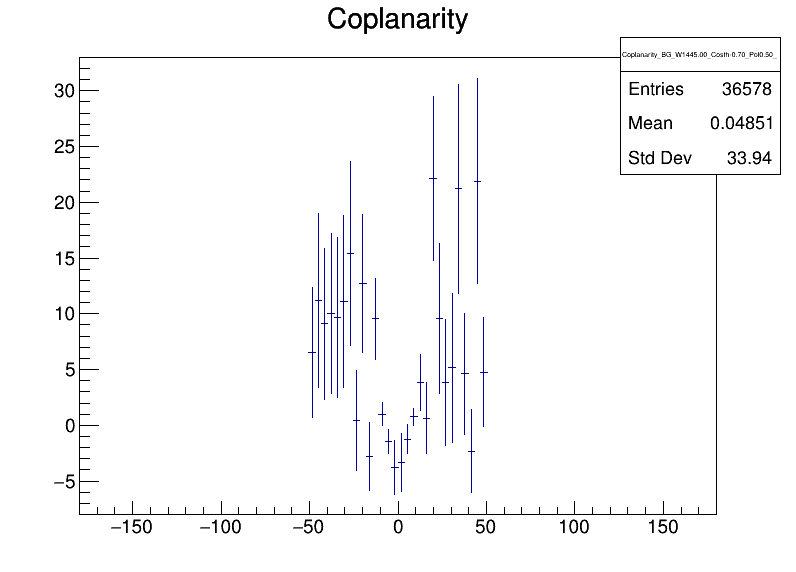 Coplanarity
Coplanarity_BG_W1445.00_Costh-0.70_Pol0.50_
Entries 36578
Mean 0.04851
Std Dev 33.94
30
25
20
15
10
5
0
−5
−150 −100 −50 0 50 100 150